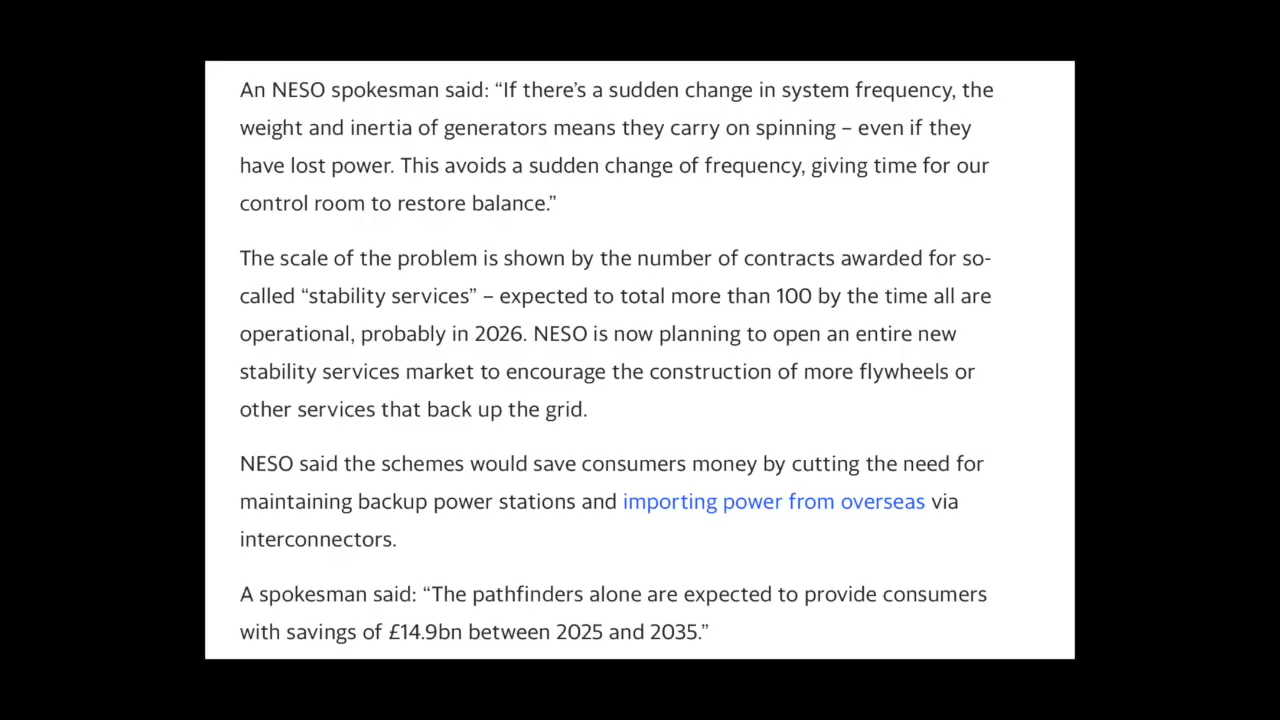 An NESO spokesman said: “If there’s a sudden change in system frequency, the
weight and inertia of generators means they carry on spinning – even if they
have lost power. This avoids a sudden change of frequency, giving time for our
control room to restore balance.”
The scale of the problem is shown by the number of contracts awarded for so-
called “stability services” – expected to total more than 100 by the time all are
operational, probably in 2026. NESO is now planning to open an entire new
stability services market to encourage the construction of more flywheels or
other services that back up the grid.
NESO said the schemes would save consumers money by cutting the need for
maintaining backup power stations and importing power from overseas via
interconnectors.
A spokesman said: “The pathfinders alone are expected to provide consumers
with savings of £14.9bn between 2025 and 2035.”